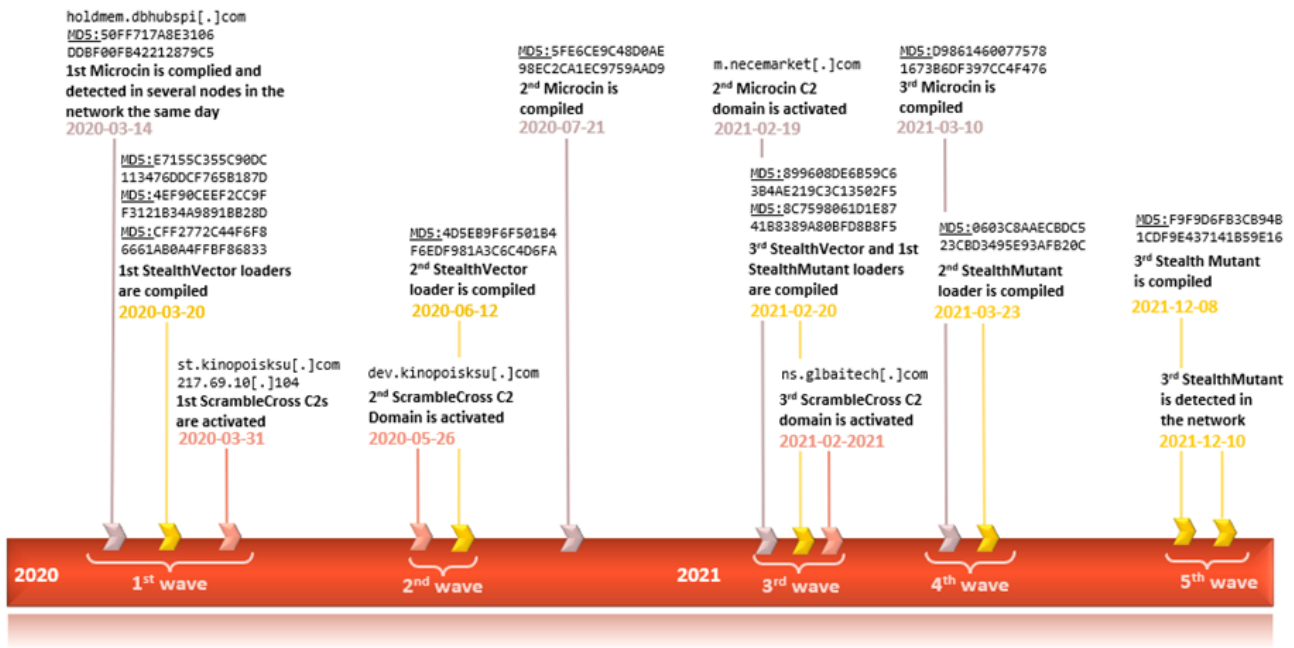 holdmem.dbhubspi[.]com
MD5:50FF717A8E3106
DDBF00FB42212879C5
1st Microcin is complied and
detected in several nodes in the
network the same day
2020-03-14
MD5:E7155C355C90DC
113476DDCF765B187D
MD5:4EF90CEEF2CC9F
F3121B34A9891BB28D
MD5:CFF2772C44F6F8
6661AB0A4FFBF86833
1st StealthVector loaders
are compiled
2020-03-20
st.kinopoisksu[.]com
217.69.10[.]104
1st ScrambleCross C2s
are activated
2020-03-31
MD5:4D5EB9F6F501B4
F6EDF981A3C6C4D6FA
2nd StealthVector
loader is compiled
2020-06-12
dev.kinopoisksu[.]com
2nd ScrambleCross C2
Domain is activated
2020-05-26
MD5:5FE6CE9C48D0AE
98EC2CA1EC9759AAD9
2nd Microcin is
compiled
2020-07-21
m.necemarket[.]com
2nd Microcin C2
domain is activated
2021-02-19
MD5:899608DE6B59C6
3B4AE219C3C13502F5
MD5:8C7598061D1E87
41B8389A80BFD8B8F5
3rd StealthVector and 1st
StealthMutant loaders
are compiled
2021-02-20
ns.glbaitech[.]com
3rd ScrambleCross C2
domain is activated
2021-02-2021
MD5:D9861460077578
1673B6DF397CC4F476
3rd Microcin is
compiled
2021-03-10
MD5:0603C8AAECBDC5
23CBD3495E93AFB20C
2nd StealthMutant
loader is compiled
2021-03-23
MD5:F9F9D6FB3CB94B
1CDF9E437141B59E16
3rd Stealth Mutant
is compiled
2021-12-08
3rd StealthMutant
is detected in
the network
2021-12-10
2020
1st wave
2nd wave
2021
3rd wave
4th wave
5th wave